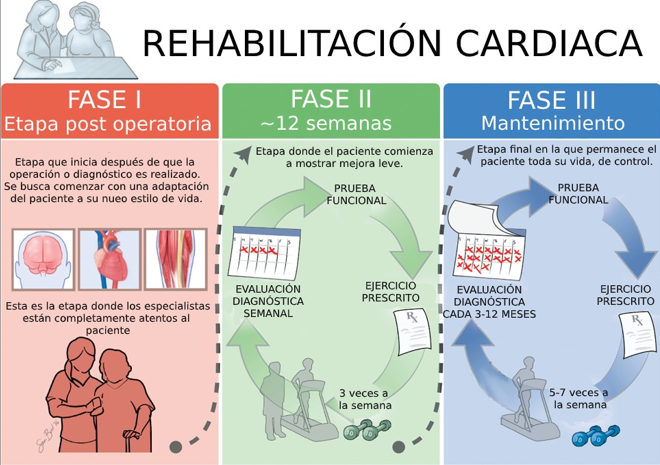 REHABILITACIÓN CARDIACA
FASE I
Etapa post operatoria
Etapa que inicia después de que la
operación o diagnóstico es realizado.
Se busca comenzar con una adaptación
del paciente a su nueo estilo de vida.
Esta es la etapa donde los especialistas
están completamente atentos al
paciente
FASE II
~12 semanas
Etapa donde el paciente comienza
a mostrar mejora leve.
PRUEBA
FUNCIONAL
EJERCICIO
PRESCRITO
Rx
3 veces a
la semana
EVALUACIÓN
DIAGNÓSTICA
SEMANAL
FASE III
Mantenimiento
Etapa final en la que permanece el
paciente toda su vida, de control.
PRUEBA
FUNCIONAL
EJERCICIO
PRESCRITO
Rx
5-7 veces a
la semana
EVALUACIÓN
DIAGNÓSTICA
CADA 3-12 MESES